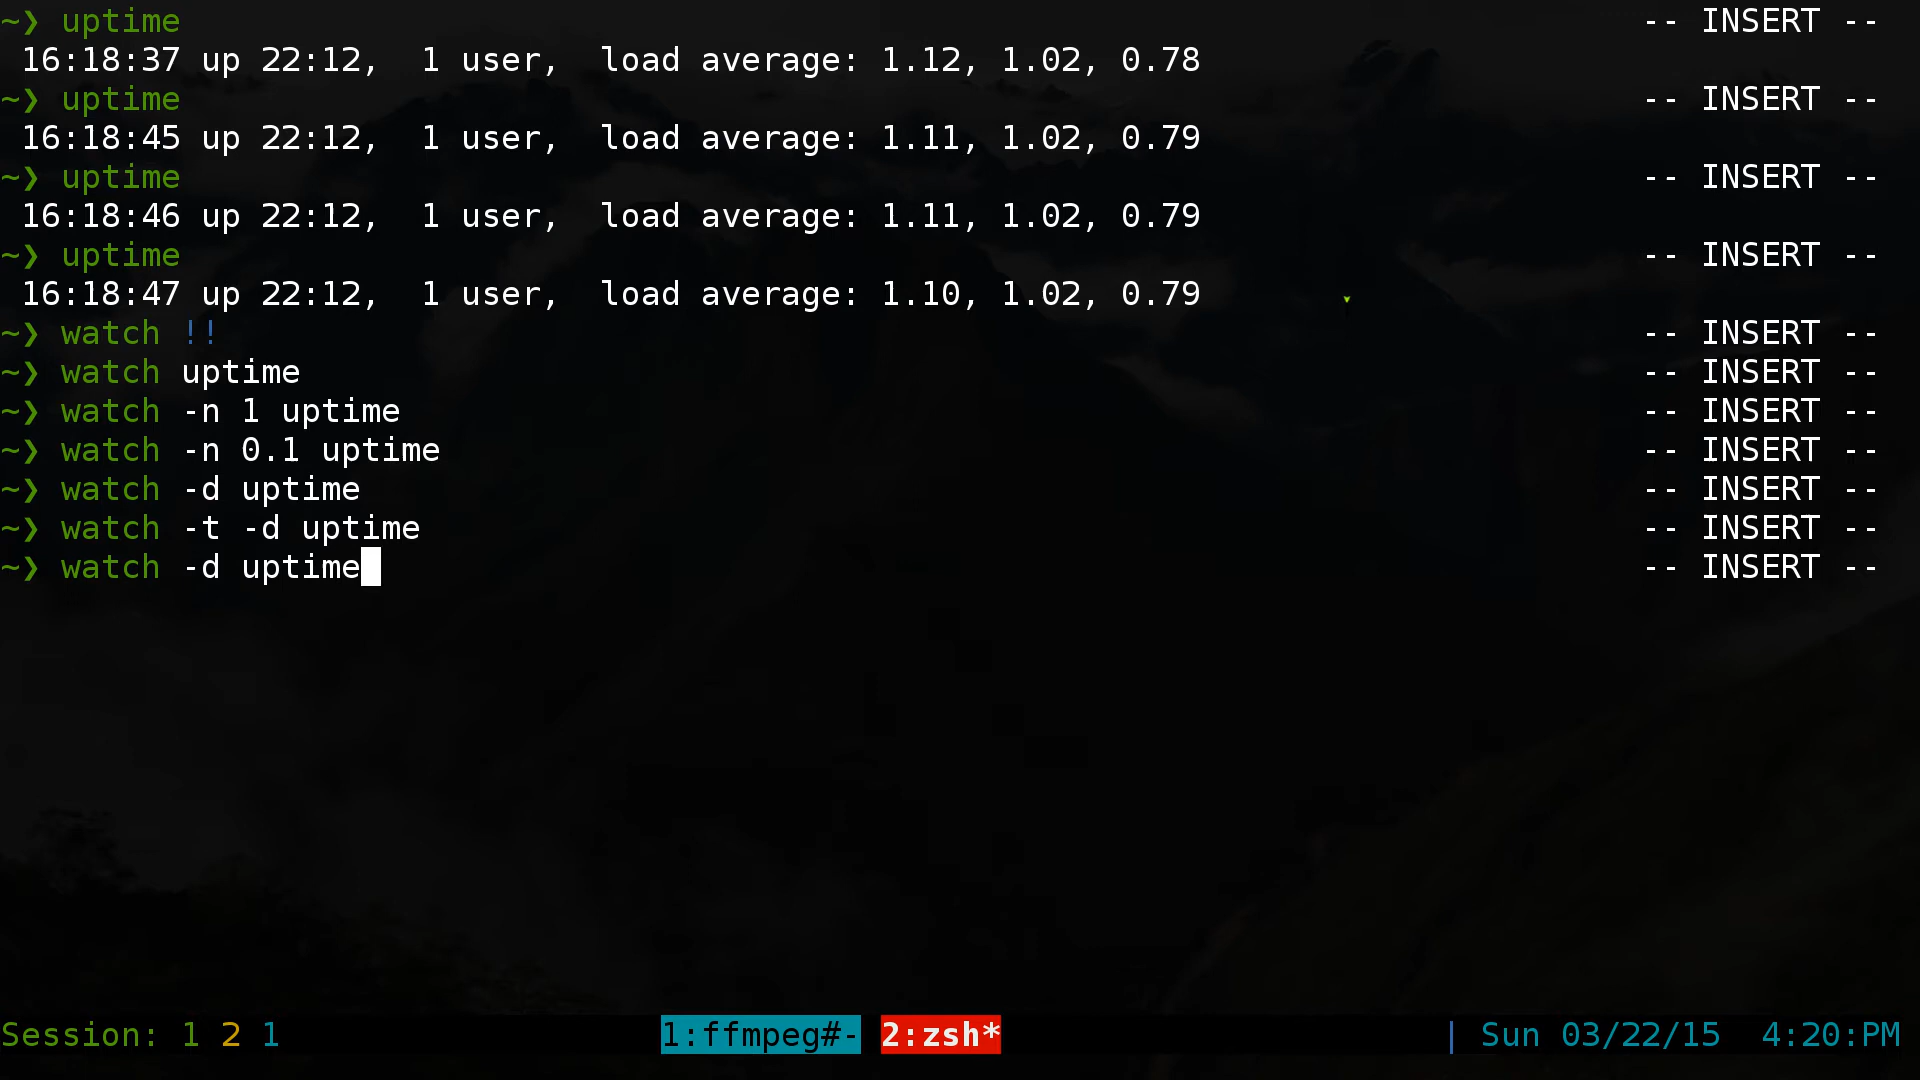 ~❯ uptime -- INSERT --
16:18:37 up 22:12,  1 user,  load average: 1.12, 1.02, 0.78
~❯ uptime -- INSERT --
16:18:45 up 22:12,  1 user,  load average: 1.11, 1.02, 0.79
~❯ uptime -- INSERT --
16:18:46 up 22:12,  1 user,  load average: 1.11, 1.02, 0.79
~❯ uptime -- INSERT --
16:18:47 up 22:12,  1 user,  load average: 1.10, 1.02, 0.79
~❯ watch !! -- INSERT --
~❯ watch uptime -- INSERT --
~❯ watch -n 1 uptime -- INSERT --
~❯ watch -n 0.1 uptime -- INSERT --
~❯ watch -d uptime -- INSERT --
~❯ watch -t -d uptime -- INSERT --
~❯ watch -d uptime -- INSERT --
Session: 1 2 1 1:ffmpeg#- 2:zsh* | Sun 03/22/15  4:20:PM